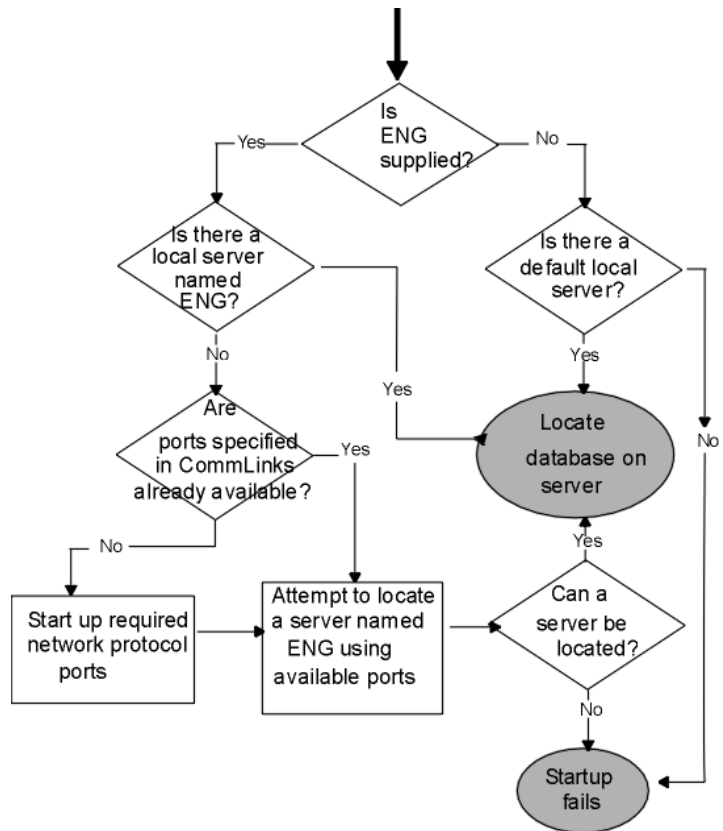 Is
ENG
supplied?
Yes
No
Is there a
local server
named
ENG?
Is there a
default local
server?
No
Yes
Yes
Are
ports specified
in CommLinks
already available?
Yes
Locate
database on
server
No
No
Yes
Start up required
network protocol
ports
Attempt to locate
a server named
ENG using
available ports
Can a
server be
located?
No
Startup
fails